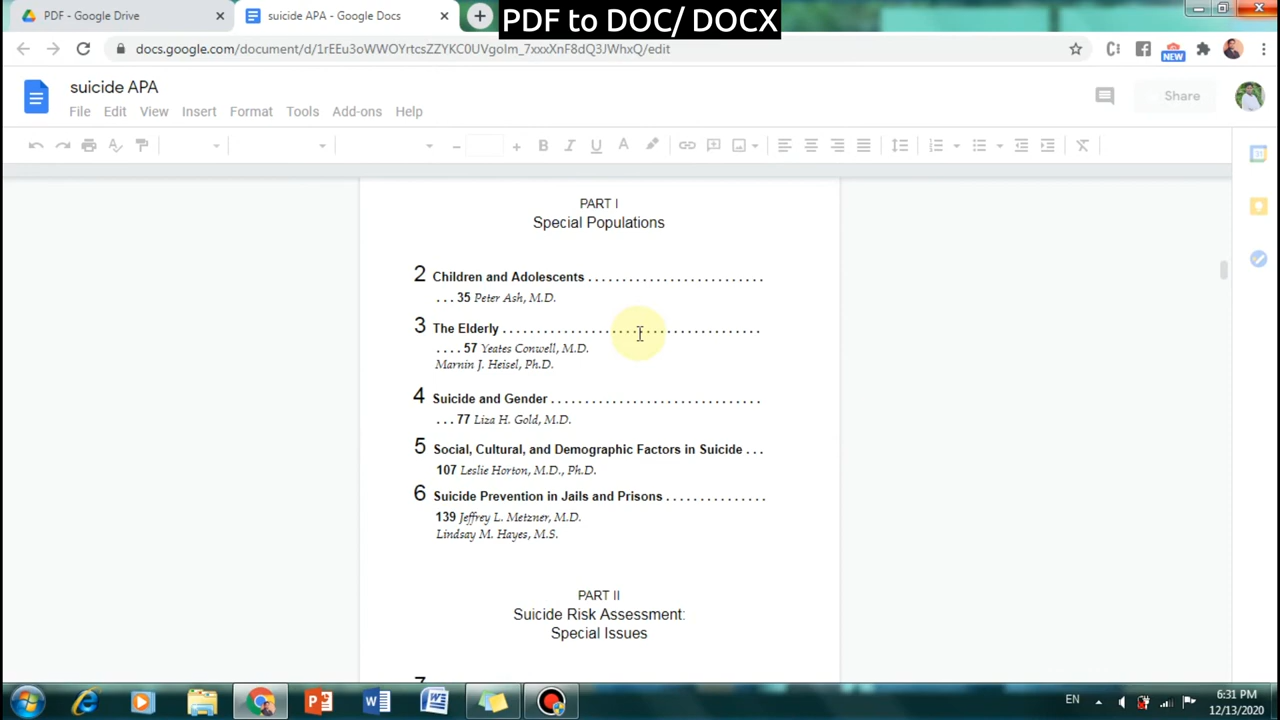 PDF - Google Drive
suicide APA - Google Docs
PDF to DOC/ DOCX
docs.google.com/document/d/1rEEu3oWWOYrtcsZZYKC0UVgoIm_7xxxXnF8dQ3JWhxQ/edit
NEW
suicide APA
File Edit View Insert Format Tools Add-ons Help
Share
PART I
Special Populations
2 Children and Adolescents . . . . . . . . . . . . . . . . . . . . . . . . . .
. . . 35 Peter Ash, M.D.
3 The Elderly . . . . . . . . . . . . . . . . . . . . . . . . . . . . . . . . . . . . . .
. . . . 57 Yeates Conwell, M.D.
Marnin J. Heisel, Ph.D.
4 Suicide and Gender . . . . . . . . . . . . . . . . . . . . . . . . . . . . . . .
. . . 77 Liza H. Gold, M.D.
5 Social, Cultural, and Demographic Factors in Suicide . . .
107 Leslie Horton, M.D., Ph.D.
6 Suicide Prevention in Jails and Prisons . . . . . . . . . . . . . . .
139 Jeffrey L. Metzner, M.D.
Lindsay M. Hayes, M.S.
PART II
Suicide Risk Assessment:
Special Issues
EN
6:31 PM
12/13/2020